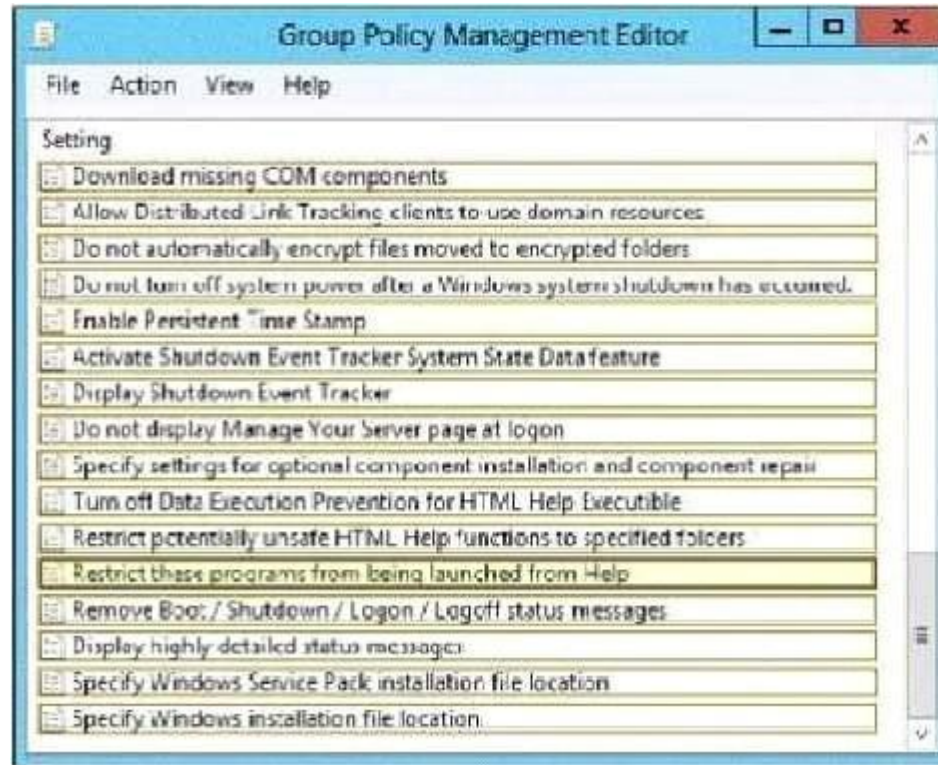 Group Policy Management Editor
File Action View Help
Setting
Download missing COM components
Allow Distributed Link Tracking clients to use domain resources
Do not automatically encrypt files moved to encrypted folders
Do not turn off system power after a Windows system shutdown has occurred.
Enable Persistent Time Stamp
Activate Shutdown Event Tracker System State Data feature
Display Shutdown Event Tracker
Do not display Manage Your Server page at logon
Specify settings for optional component installation and component repair
Turn off Data Execution Prevention for HTML Help Executible
Restrict potentially unsafe HTML Help functions to specified folders
Restrict these programs from being launched from Help
Remove Boot / Shutdown / Logon / Logoff status messages
Display highly detailed status messages
Specify Windows Service Pack installation file location
Specify Windows installation file location